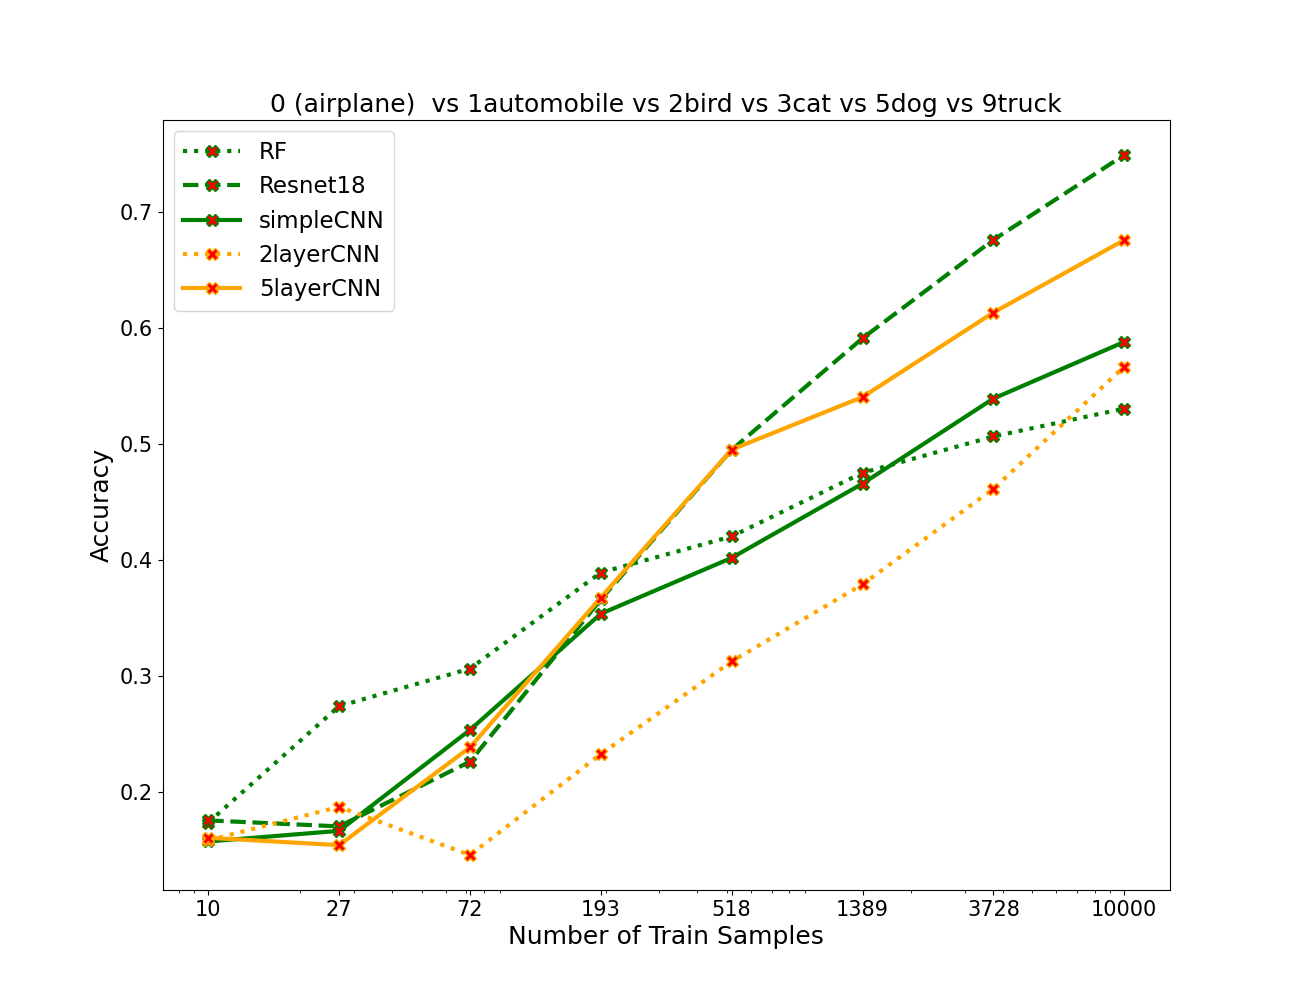 0 (airplane)  vs 1automobile vs 2bird vs 3cat vs 5dog vs 9truck
RF
Resnet18
simpleCNN
2layerCNN
5layerCNN
Accuracy
0.7
0.6
0.5
0.4
0.3
0.2
10 27 72 193 518 1389 3728 10000
Number of Train Samples